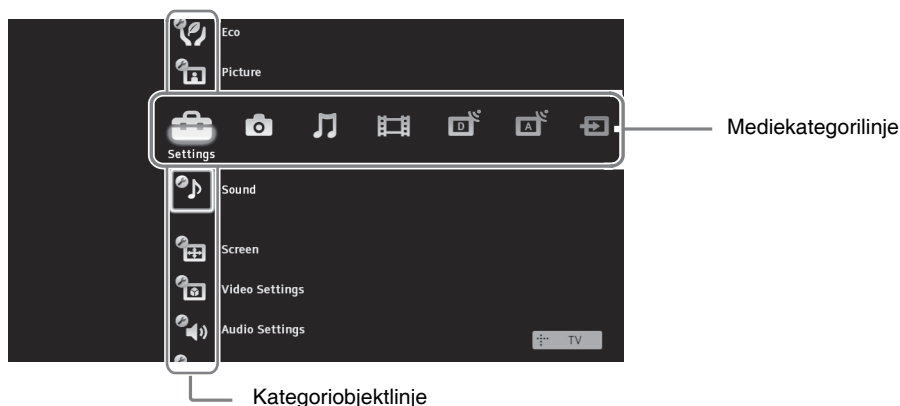 Eco
Picture
D
A
Settings
Mediekategorilinje
Sound
Screen
Video Settings
Audio Settings
TV
Kategoriobjektlinje